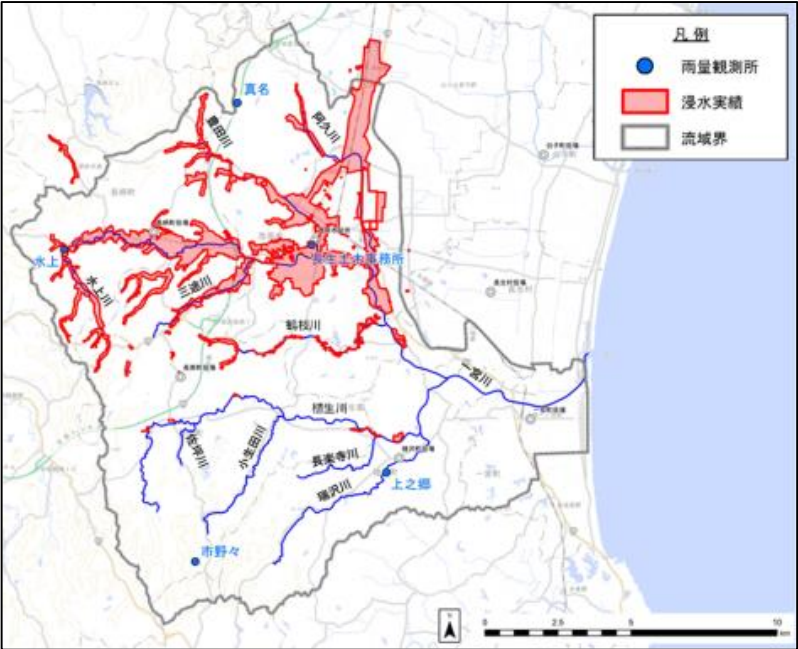 凡例
雨量観測所
浸水実績
流域界
真名
豊田川
阿久川
水上
長生土木事務所
水上川
三途川
鶴枝川
一宮川
埴生川
佐坪川
小生田川
長楽寺川
瑞沢川
上之郷
市野々
0 2.5 5 10
km